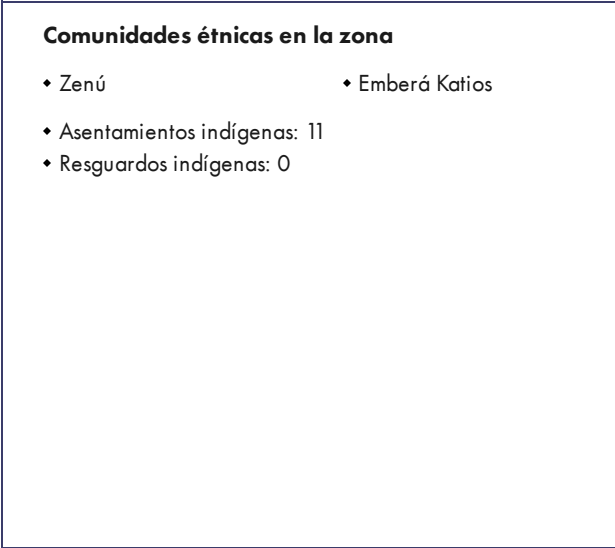 Comunidades étnicas en la zona
◆ Zenú ◆ Emberá Katios
◆ Asentamientos indígenas: 11
◆ Resguardos indígenas: 0